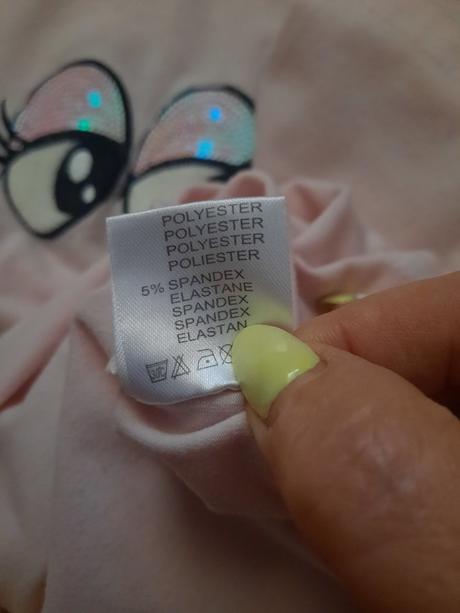 POLYESTER
POLYESTER
POLYESTER
POLIESTER
5% SPANDEX
ELASTANE
SPANDEX
SPANDEX
ELASTAN